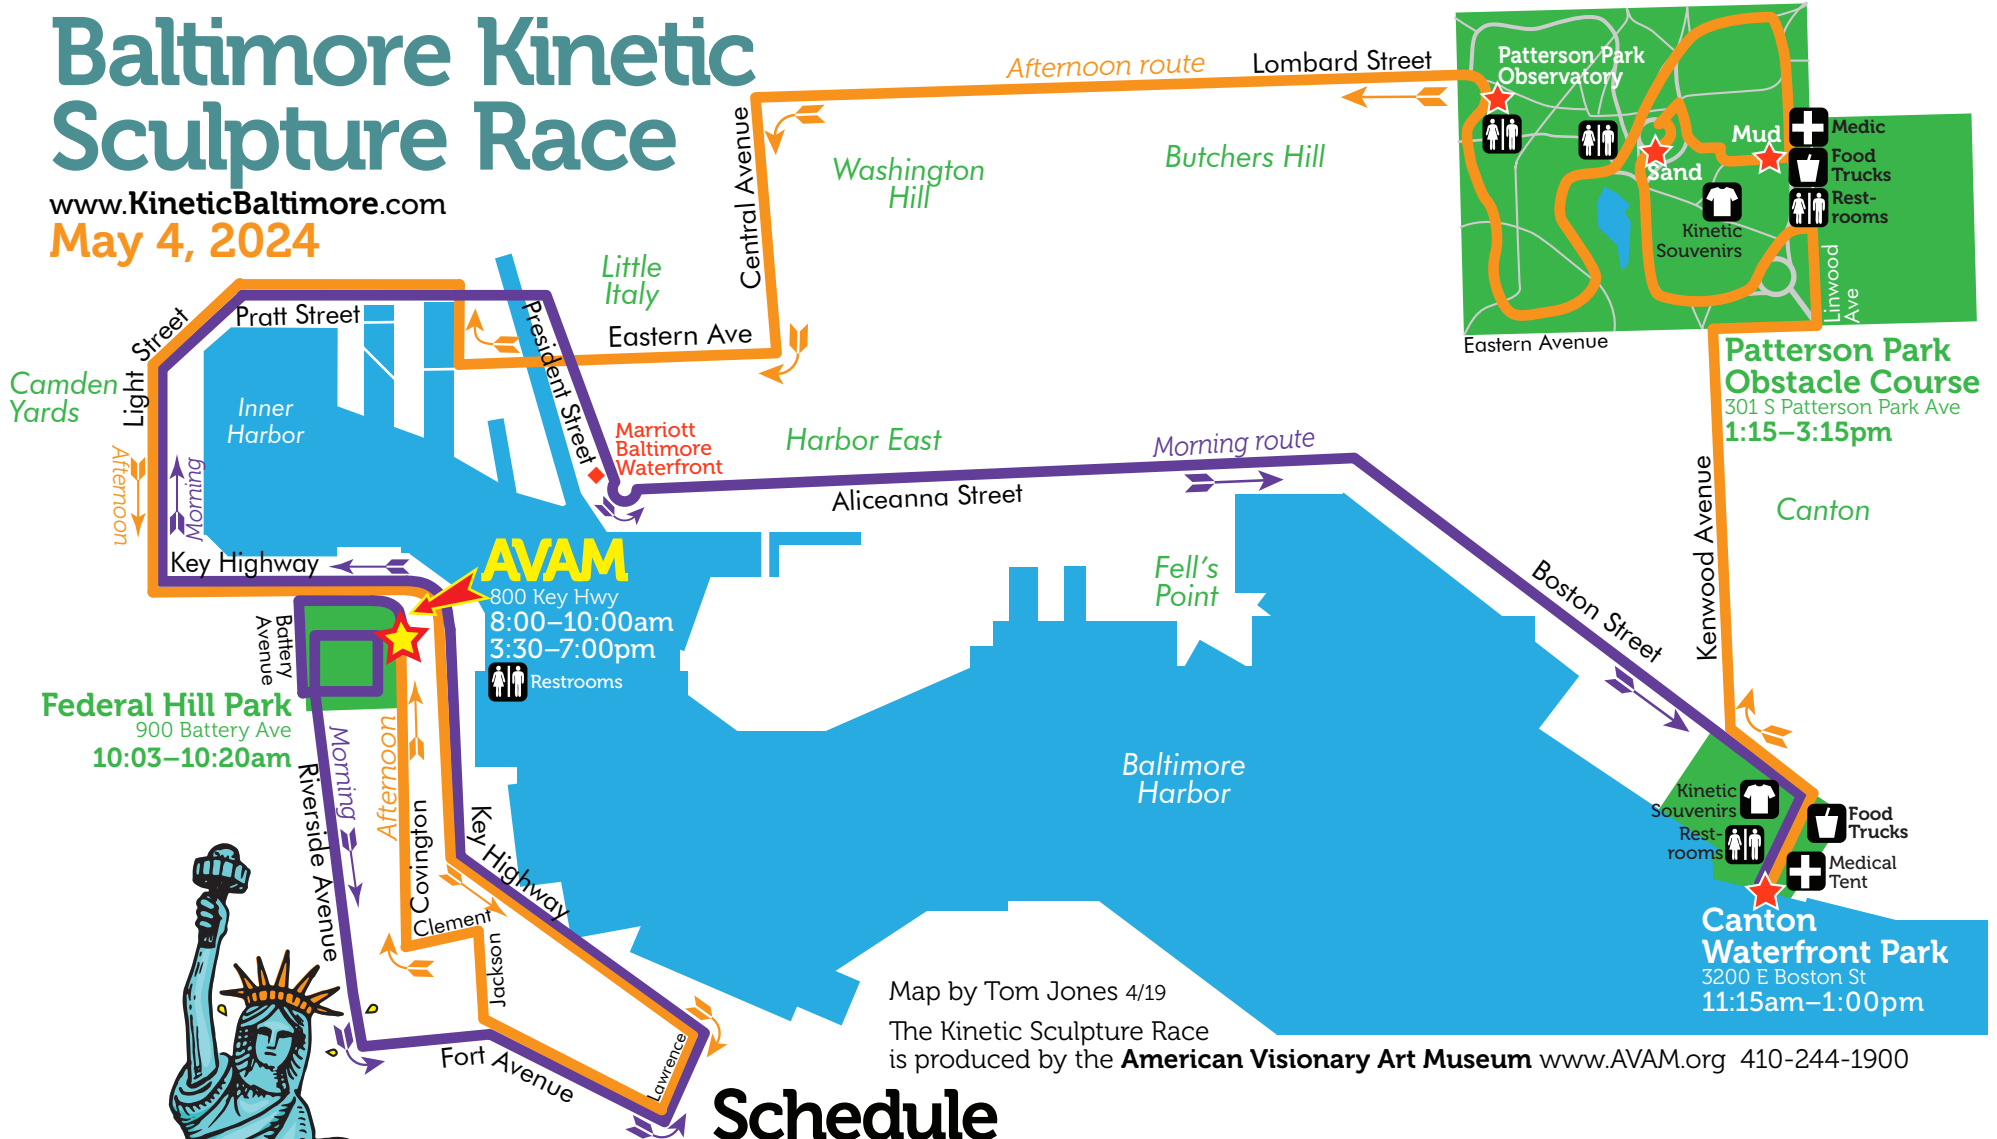 Baltimore Kinetic
Sculpture Race
www.KineticBaltimore.com
May 4, 2024
Afternoon route
Lombard Street
Central Avenue
Washington
Hill
Butchers Hill
Patterson Park
Observatory
Mud
Sand
Medic
Food
Trucks
Rest-
rooms
Kinetic
Souvenirs
Linwood
Ave
Eastern Avenue
Patterson Park
Obstacle Course
301 S Patterson Park Ave
1:15–3:15pm
Little
Italy
Eastern Ave
President Street
Pratt Street
Light Street
Camden
Yards
Inner
Harbor
Afternoon
Morning
Marriott
Baltimore
Waterfront
Harbor East
Morning route
Aliceanna Street
Kenwood Avenue
Canton
Key Highway
AVAM
800 Key Hwy
8:00–10:00am
3:30–7:00pm
Restrooms
Fell's
Point
Boston Street
Battery
Avenue
Federal Hill Park
900 Battery Ave
10:03–10:20am
Morning
Afternoon
Riverside Avenue
Covington
Key Highway
Clement
Jackson
Fort Avenue
Lawrence
Baltimore
Harbor
Kinetic
Souvenirs
Rest-
rooms
Food
Trucks
Medical
Tent
Canton
Waterfront Park
3200 E Boston St
11:15am–1:00pm
Map by Tom Jones 4/19
The Kinetic Sculpture Race
is produced by the American Visionary Art Museum www.AVAM.org 410-244-1900
Schedule